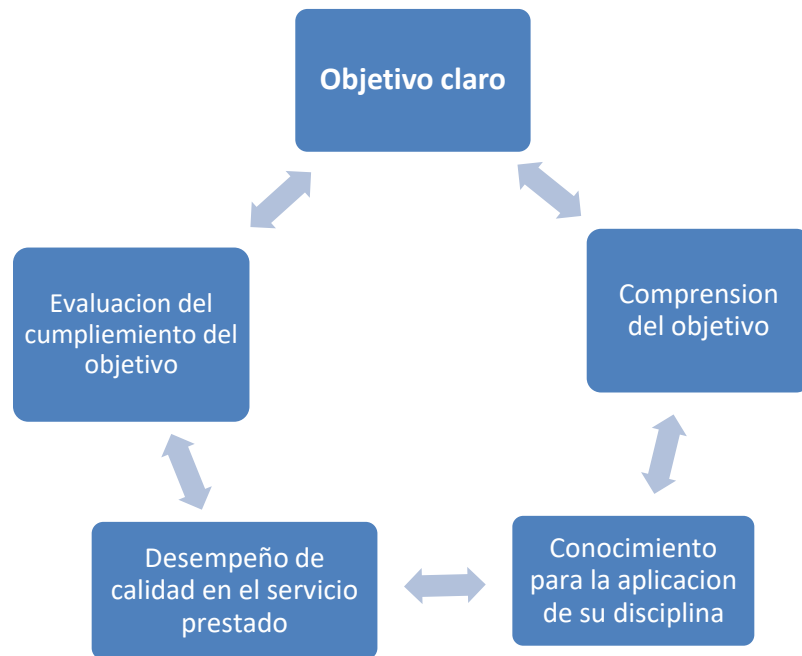 Objetivo claro
Comprension
del objetivo
Conocimiento
para la aplicacion
de su disciplina
Desempeño de
calidad en el servicio
prestado
Evaluacion del
cumpliemiento del
objetivo